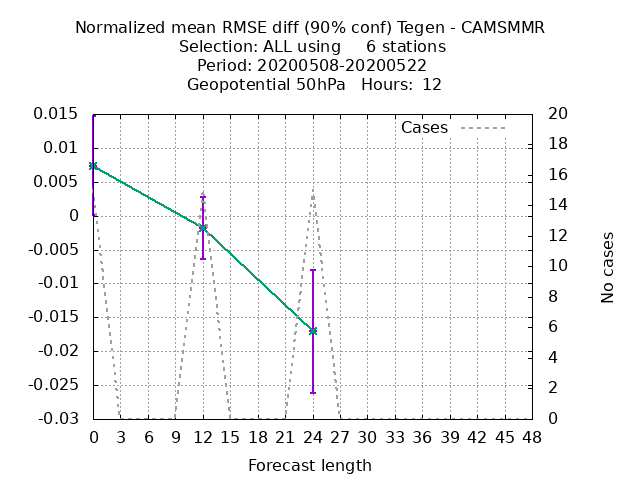 Normalized mean RMSE diff (90% conf) Tegen - CAMSMMR
Selection: ALL using     6 stations
Period: 20200508-20200522
Geopotential 50hPa   Hours:  12
Cases
0.015
0.01
0.005
0
-0.005
-0.01
-0.015
-0.02
-0.025
-0.03
20
18
16
14
12
10
8
6
4
2
0
No cases
0 3 6 9 12 15 18 21 24 27 30 33 36 39 42 45 48
Forecast length